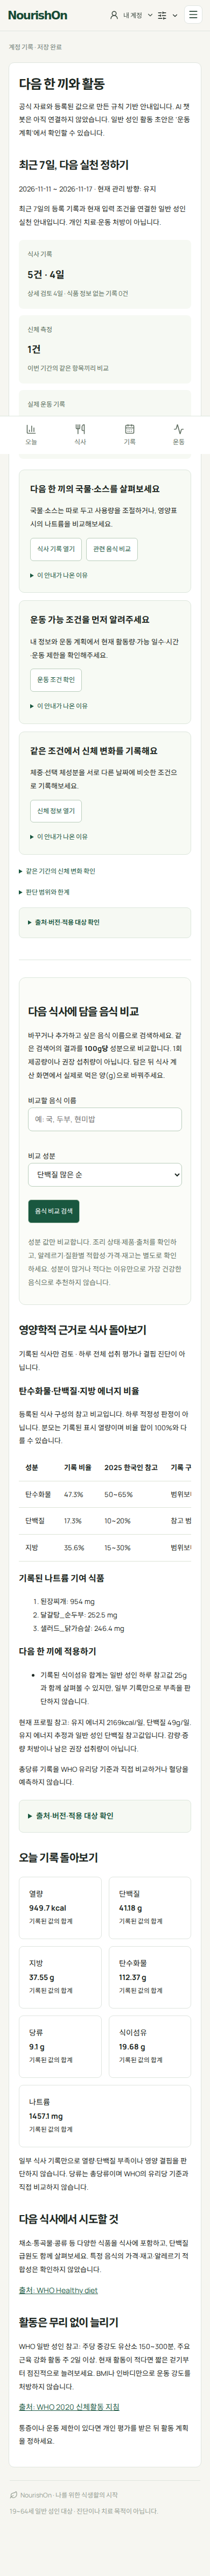 NourishOn
내 계정
계정 기록 · 저장 완료
다음 한 끼와 활동
공식 자료와 등록된 값으로 만든 규칙 기반 안내입니다. AI 챗
봇은 아직 연결하지 않았습니다. 일반 성인 활동 초안은 '운동
계획'에서 확인할 수 있습니다.
최근 7일, 다음 실천 정하기
2026-11-11 ~ 2026-11-17 · 현재 관리 방향: 유지
최근 7일의 등록 기록과 현재 입력 조건을 연결한 일반 성인
실천 안내입니다. 개인 치료·운동 처방이 아닙니다.
식사 기록
5건 · 4일
상세 검토 4일 · 식품 정보 없는 기록 0건
신체 측정
1건
이번 기간의 같은 항목끼리 비교
실제 운동 기록
오늘
식사
기록
운동
다음 한 끼의 국물·소스를 살펴보세요
국물·소스는 따로 두고 사용량을 조절하거나, 영양표
시의 나트륨을 비교해보세요.
식사 기록 열기
관련 음식 비교
▶ 이 안내가 나온 이유
운동 가능 조건을 먼저 알려주세요
내 정보와 운동 계획에서 현재 활동량·가능 일수·시간
·운동 제한을 확인해주세요.
운동 조건 확인
▶ 이 안내가 나온 이유
같은 조건에서 신체 변화를 기록해요
체중·선택 체성분을 서로 다른 날짜에 비슷한 조건으
로 기록해보세요.
신체 정보 열기
▶ 이 안내가 나온 이유
▶ 같은 기간의 신체 변화 확인
▶ 판단 범위와 한계
▶ 출처·버전·적용 대상 확인
다음 식사에 담을 음식 비교
바꾸거나 추가하고 싶은 음식 이름으로 검색하세요. 같
은 검색어의 결과를 100g당 성분으로 비교합니다. 1회
제공량이나 권장 섭취량이 아닙니다. 담은 뒤 식사 계
산 화면에서 실제로 먹은 양(g)으로 바꿔주세요.
비교할 음식 이름
예: 국, 두부, 현미밥
비교 성분
단백질 많은 순
음식 비교 검색
성분 값만 비교합니다. 조리 상태·제품·출처를 확인하
고, 알레르기·질환별 적합성·가격·재고는 별도로 확인
하세요. 성분이 많거나 적다는 이유만으로 가장 건강한
음식으로 추천하지 않습니다.
영양학적 근거로 식사 돌아보기
기록된 식사만 검토 · 하루 전체 섭취 평가나 결핍 진단이 아
닙니다.
탄수화물·단백질·지방 에너지 비율
등록된 식사 구성의 참고 비교입니다. 하루 적정성 판정이 아
닙니다. 분모는 기록된 표시 열량이며 비율 합이 100%와 다
를 수 있습니다.
성분 기록 비율 2025 한국인 참고 기록 구
탄수화물 47.3% 50~65% 범위보
단백질 17.3% 10~20% 참고 범
지방 35.6% 15~30% 범위보
기록된 나트륨 기여 식품
1. 된장찌개: 954 mg
2. 달걀탕_순두부: 252.5 mg
3. 샐러드_닭가슴살: 246.4 mg
다음 한 끼에 적용하기
• 기록된 식이섬유 합계는 일반 성인 하루 참고값 25g
과 함께 살펴볼 수 있지만, 일부 기록만으로 부족을 판
단하지 않습니다.
현재 프로필 참고: 유지 에너지 2169kcal/일, 단백질 49g/일.
유지 에너지 추정과 일반 성인 단백질 참고값입니다. 감량·증
량 처방이나 남은 권장 섭취량이 아닙니다.
총당류 기록을 WHO 유리당 기준과 직접 비교하거나 혈당을
예측하지 않습니다.
▶ 출처·버전·적용 대상 확인
오늘 기록 돌아보기
열량
949.7 kcal
기록된 값의 합계
단백질
41.18 g
기록된 값의 합계
지방
37.55 g
기록된 값의 합계
탄수화물
112.37 g
기록된 값의 합계
당류
9.1 g
기록된 값의 합계
식이섬유
19.68 g
기록된 값의 합계
나트륨
1457.1 mg
기록된 값의 합계
일부 식사 기록만으로 열량·단백질 부족이나 영양 결핍을 판
단하지 않습니다. 당류는 총당류이며 WHO의 유리당 기준과
직접 비교하지 않습니다.
다음 식사에서 시도할 것
채소·통곡물·콩류 등 다양한 식품을 식사에 포함하고, 단백질
급원도 함께 살펴보세요. 특정 음식의 가격·재고·알레르기 적
합성은 확인하지 않았습니다.
출처: WHO Healthy diet
활동은 무리 없이 늘리기
WHO 일반 성인 참고: 주당 중강도 유산소 150~300분, 주요
근육 강화 활동 주 2일 이상. 현재 활동이 적다면 짧은 걷기부
터 점진적으로 늘려보세요. BMI나 인바디만으로 운동 강도를
처방하지 않습니다.
출처: WHO 2020 신체활동 지침
통증이나 운동 제한이 있다면 개인 평가를 받은 뒤 활동 계획
을 정하세요.
NourishOn · 나를 위한 식생활의 시작
19~64세 일반 성인 대상 · 진단이나 치료 목적이 아닙니다.